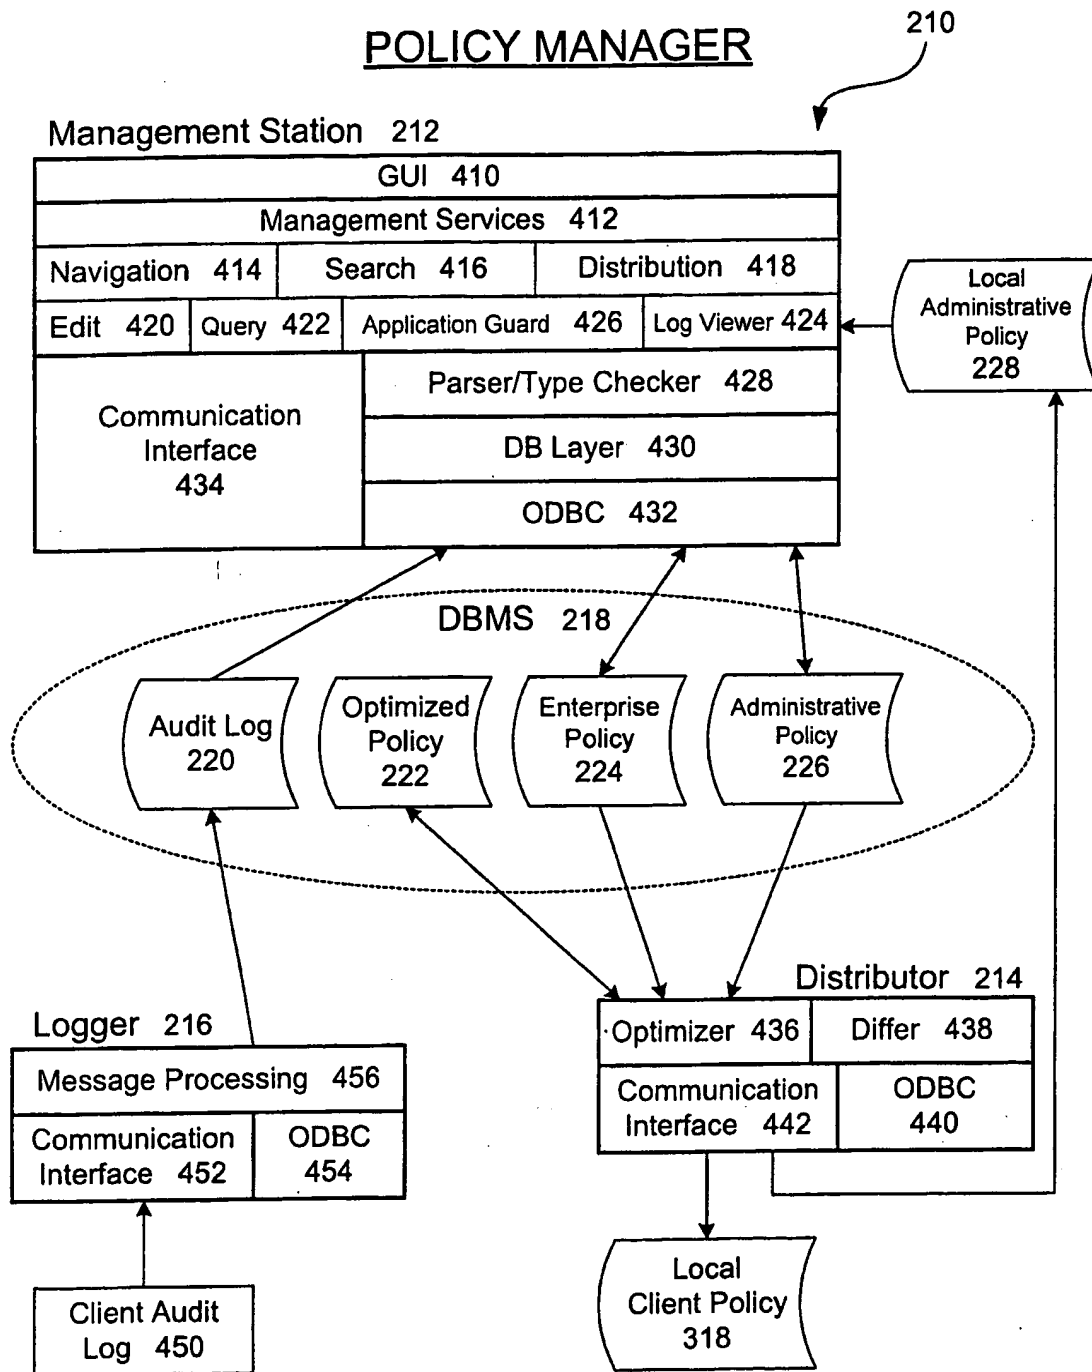 POLICY MANAGER
210
Management Station 212
GUI 410
Management Services 412
Navigation 414
Search 416
Distribution 418
Edit 420
Query 422
Application Guard 426
Log Viewer 424
Local
Administrative
Policy
228
Communication
Interface
434
Parser/Type Checker 428
DB Layer 430
ODBC 432
DBMS 218
Audit Log
220
Optimized
Policy
222
Enterprise
Policy
224
Administrative
Policy
226
Distributor 214
Optimizer 436
Differ 438
Communication
Interface 442
ODBC
440
Logger 216
Message Processing 456
Communication
Interface 452
ODBC
454
Client Audit
Log 450
Local
Client Policy
318